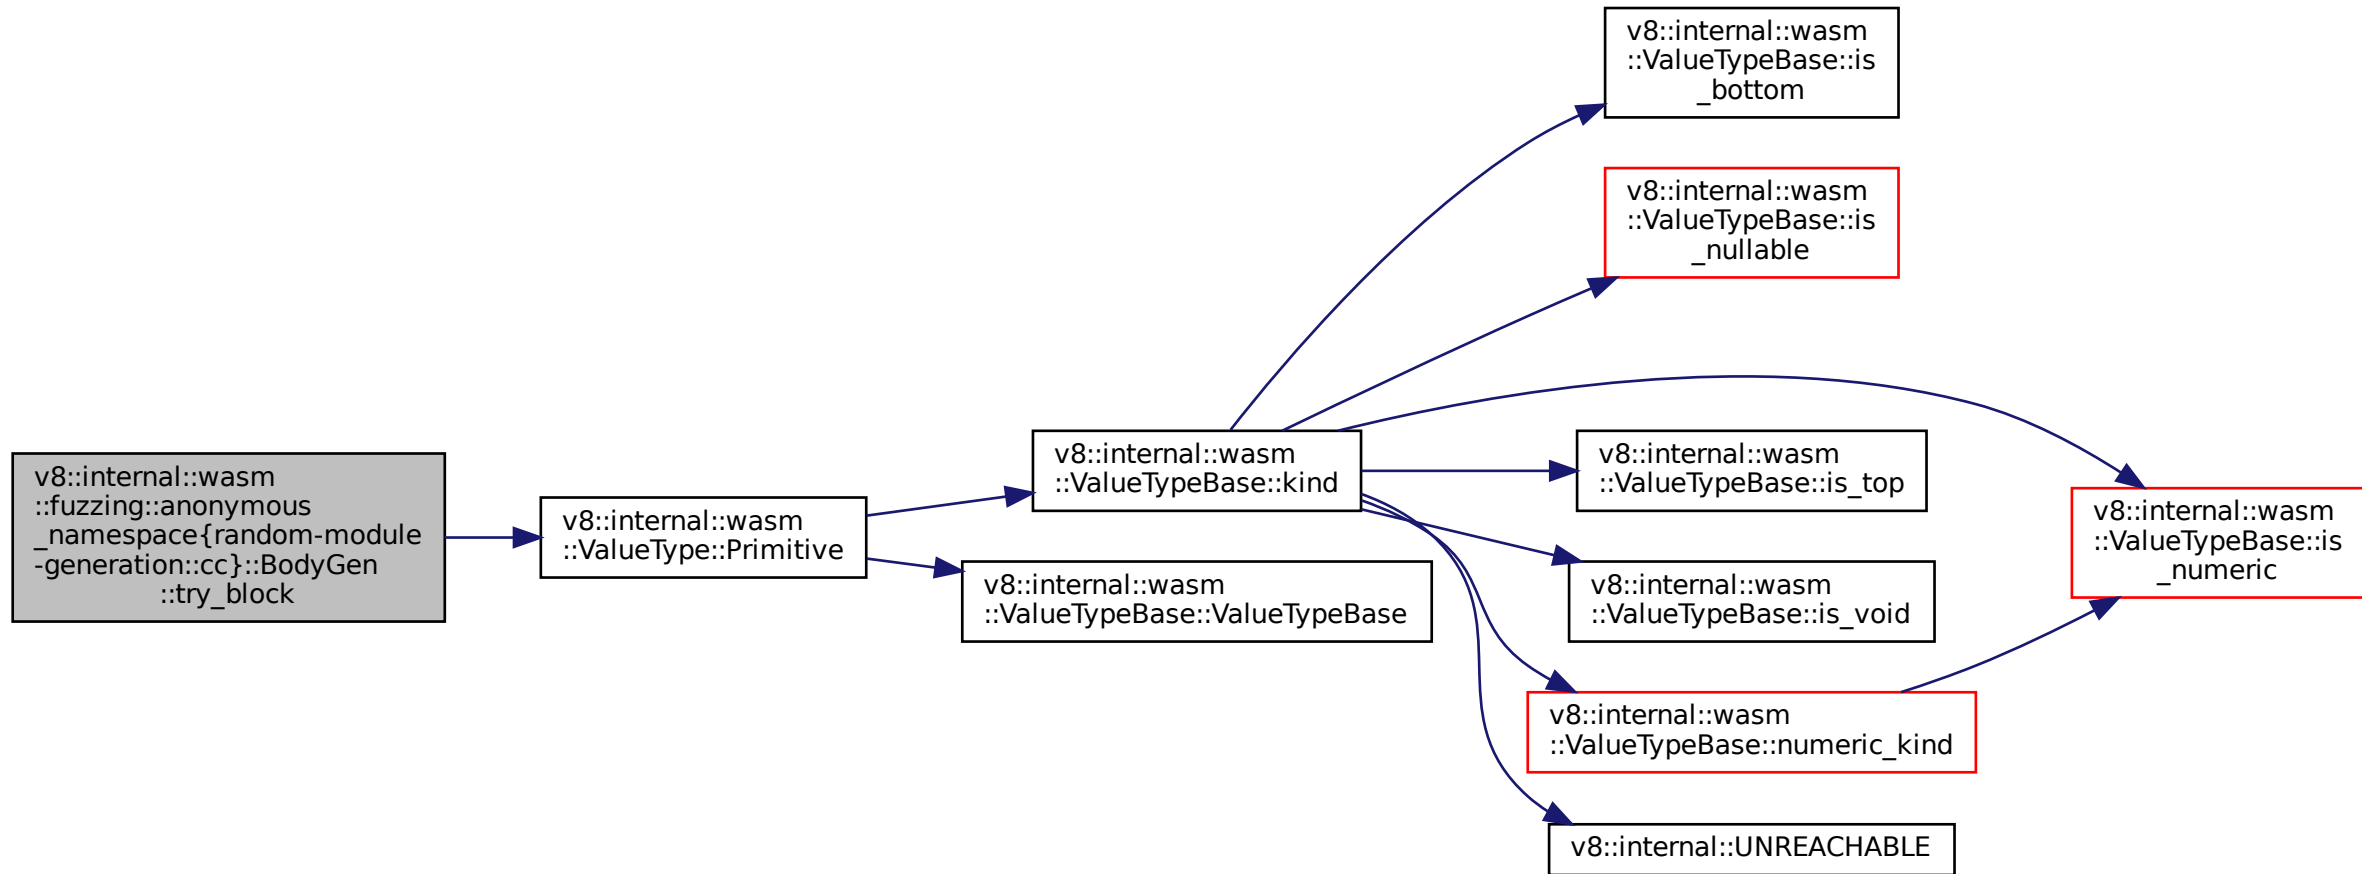 v8::internal::wasm
::ValueTypeBase::is
_bottom
v8::internal::wasm
::ValueTypeBase::is
_nullable
v8::internal::wasm
::fuzzing::anonymous
_namespace{random-module
-generation::cc}::BodyGen
::try_block
v8::internal::wasm
::ValueType::Primitive
v8::internal::wasm
::ValueTypeBase::kind
v8::internal::wasm
::ValueTypeBase::ValueTypeBase
v8::internal::wasm
::ValueTypeBase::is_top
v8::internal::wasm
::ValueTypeBase::is_void
v8::internal::wasm
::ValueTypeBase::numeric_kind
v8::internal::UNREACHABLE
v8::internal::wasm
::ValueTypeBase::is
_numeric